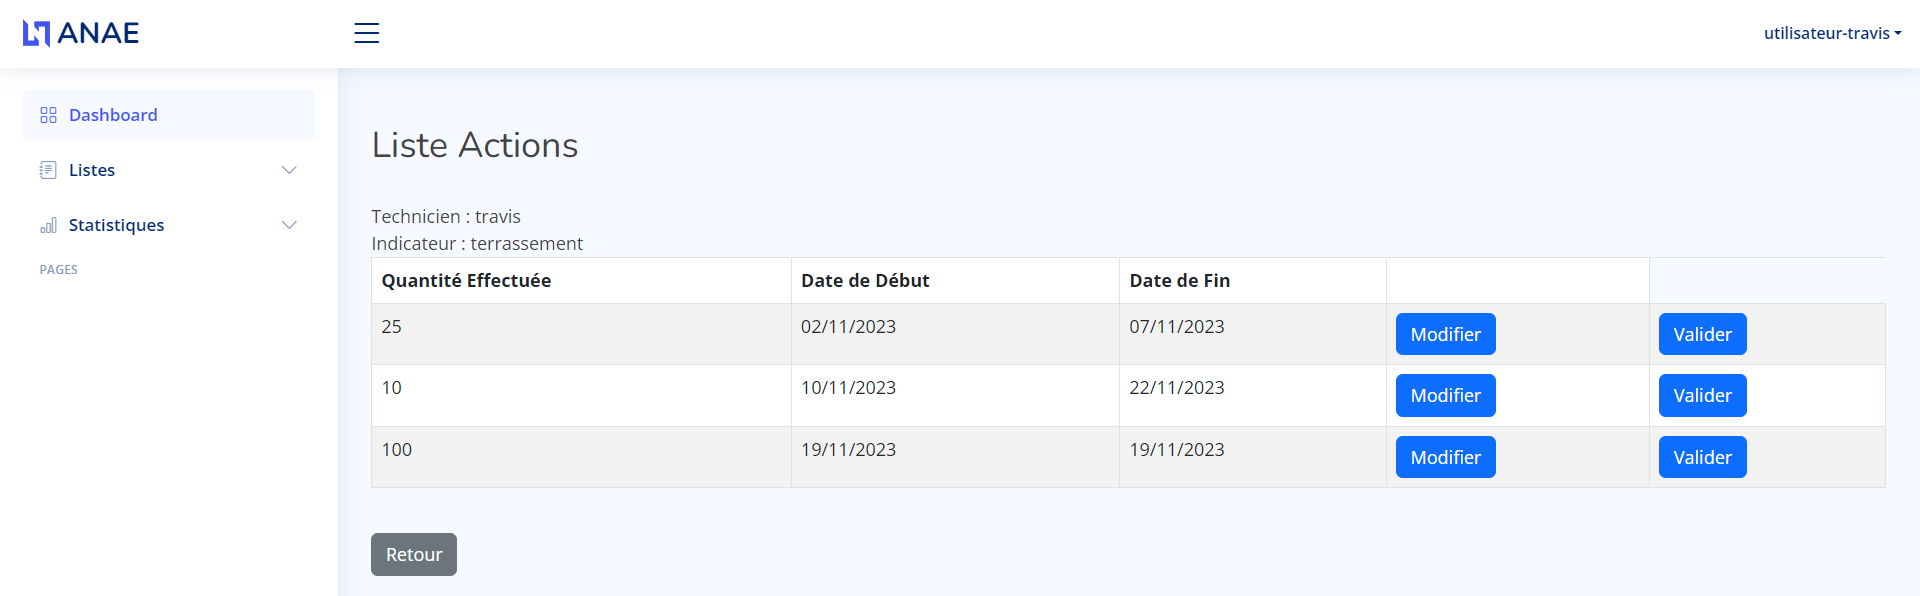 ANAE
utilisateur-travis
Dashboard
Listes
Statistiques
PAGES
Liste Actions
Technicien : travis
Indicateur : terrassement
Quantité Effectuée Date de Début Date de Fin
25 02/11/2023 07/11/2023 Modifier Valider
10 10/11/2023 22/11/2023 Modifier Valider
100 19/11/2023 19/11/2023 Modifier Valider
Retour